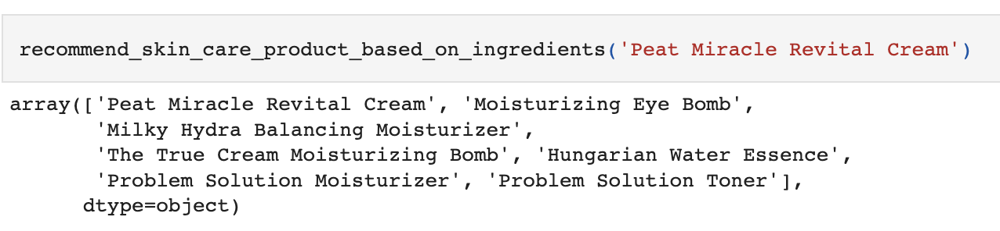 recommend_skin_care_product_based_on_ingredients('Peat Miracle Revital Cream')
array(['Peat Miracle Revital Cream', 'Moisturizing Eye Bomb',
'Milky Hydra Balancing Moisturizer',
'The True Cream Moisturizing Bomb', 'Hungarian Water Essence',
'Problem Solution Moisturizer', 'Problem Solution Toner'],
dtype=object)